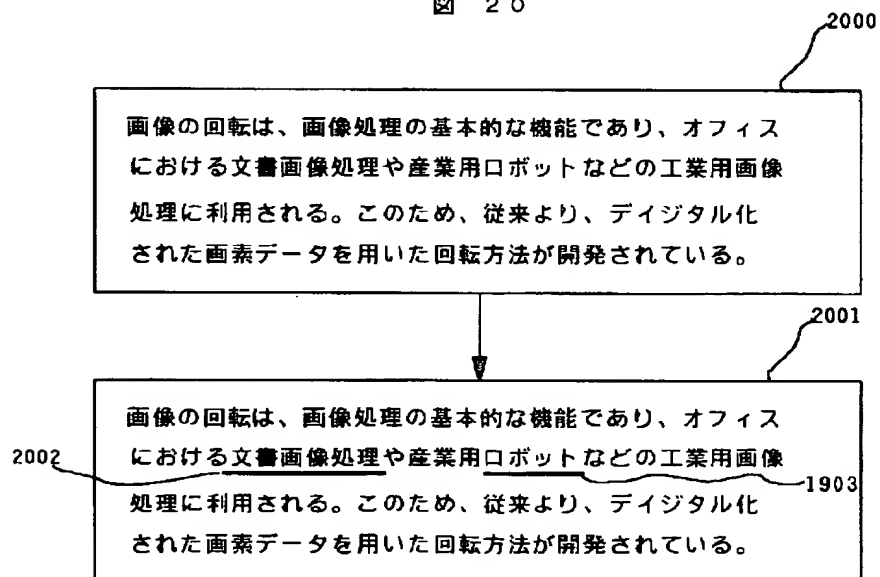 図 20
2000
画像の回転は、画像処理の基本的な機能であり、オフィス
における文書画像処理や産業用ロボットなどの工業用画像
処理に利用される。このため、従来より、デイジタル化
された画素データを用いた回転方法が開発されている。
2001
画像の回転は、画像処理の基本的な機能であり、オフィス
2002
における文書画像処理や産業用ロボットなどの工業用画像
1903
処理に利用される。このため、従来より、デイジタル化
された画素データを用いた回転方法が開発されている。